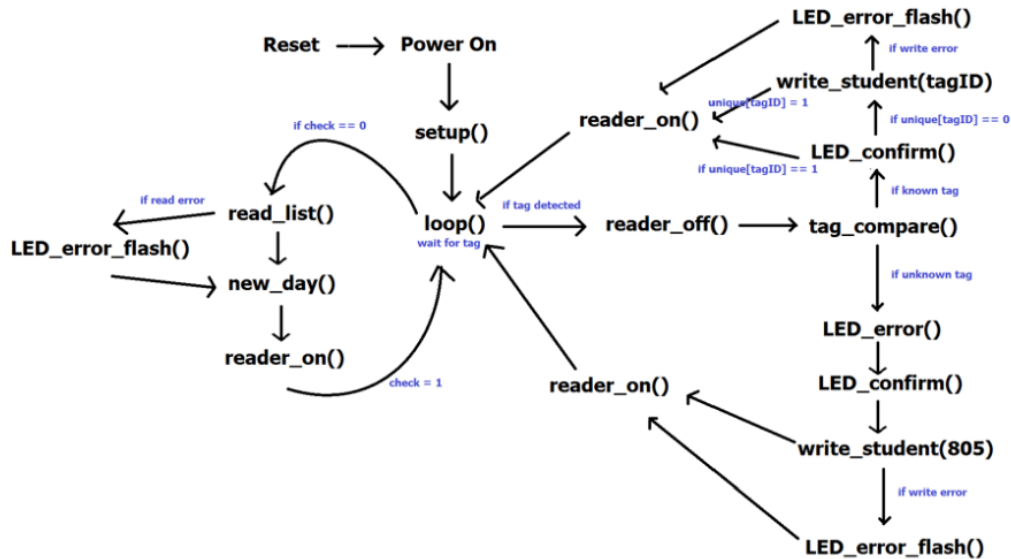 LED_error_flash()
Reset
Power On
if write error
write_student(tagID)
unique[tagID] = 1
reader_on()
if unique[tagID] == 0
if check == 0
setup()
LED_confirm()
if unique[tagID] == 1
if known tag
if read error
read_list()
loop()
wait for tag
if tag detected
reader_off()
tag_compare()
LED_error_flash()
if unknown tag
new_day()
LED_error()
reader_on()
check = 1
reader_on()
LED_confirm()
write_student(805)
if write error
LED_error_flash()